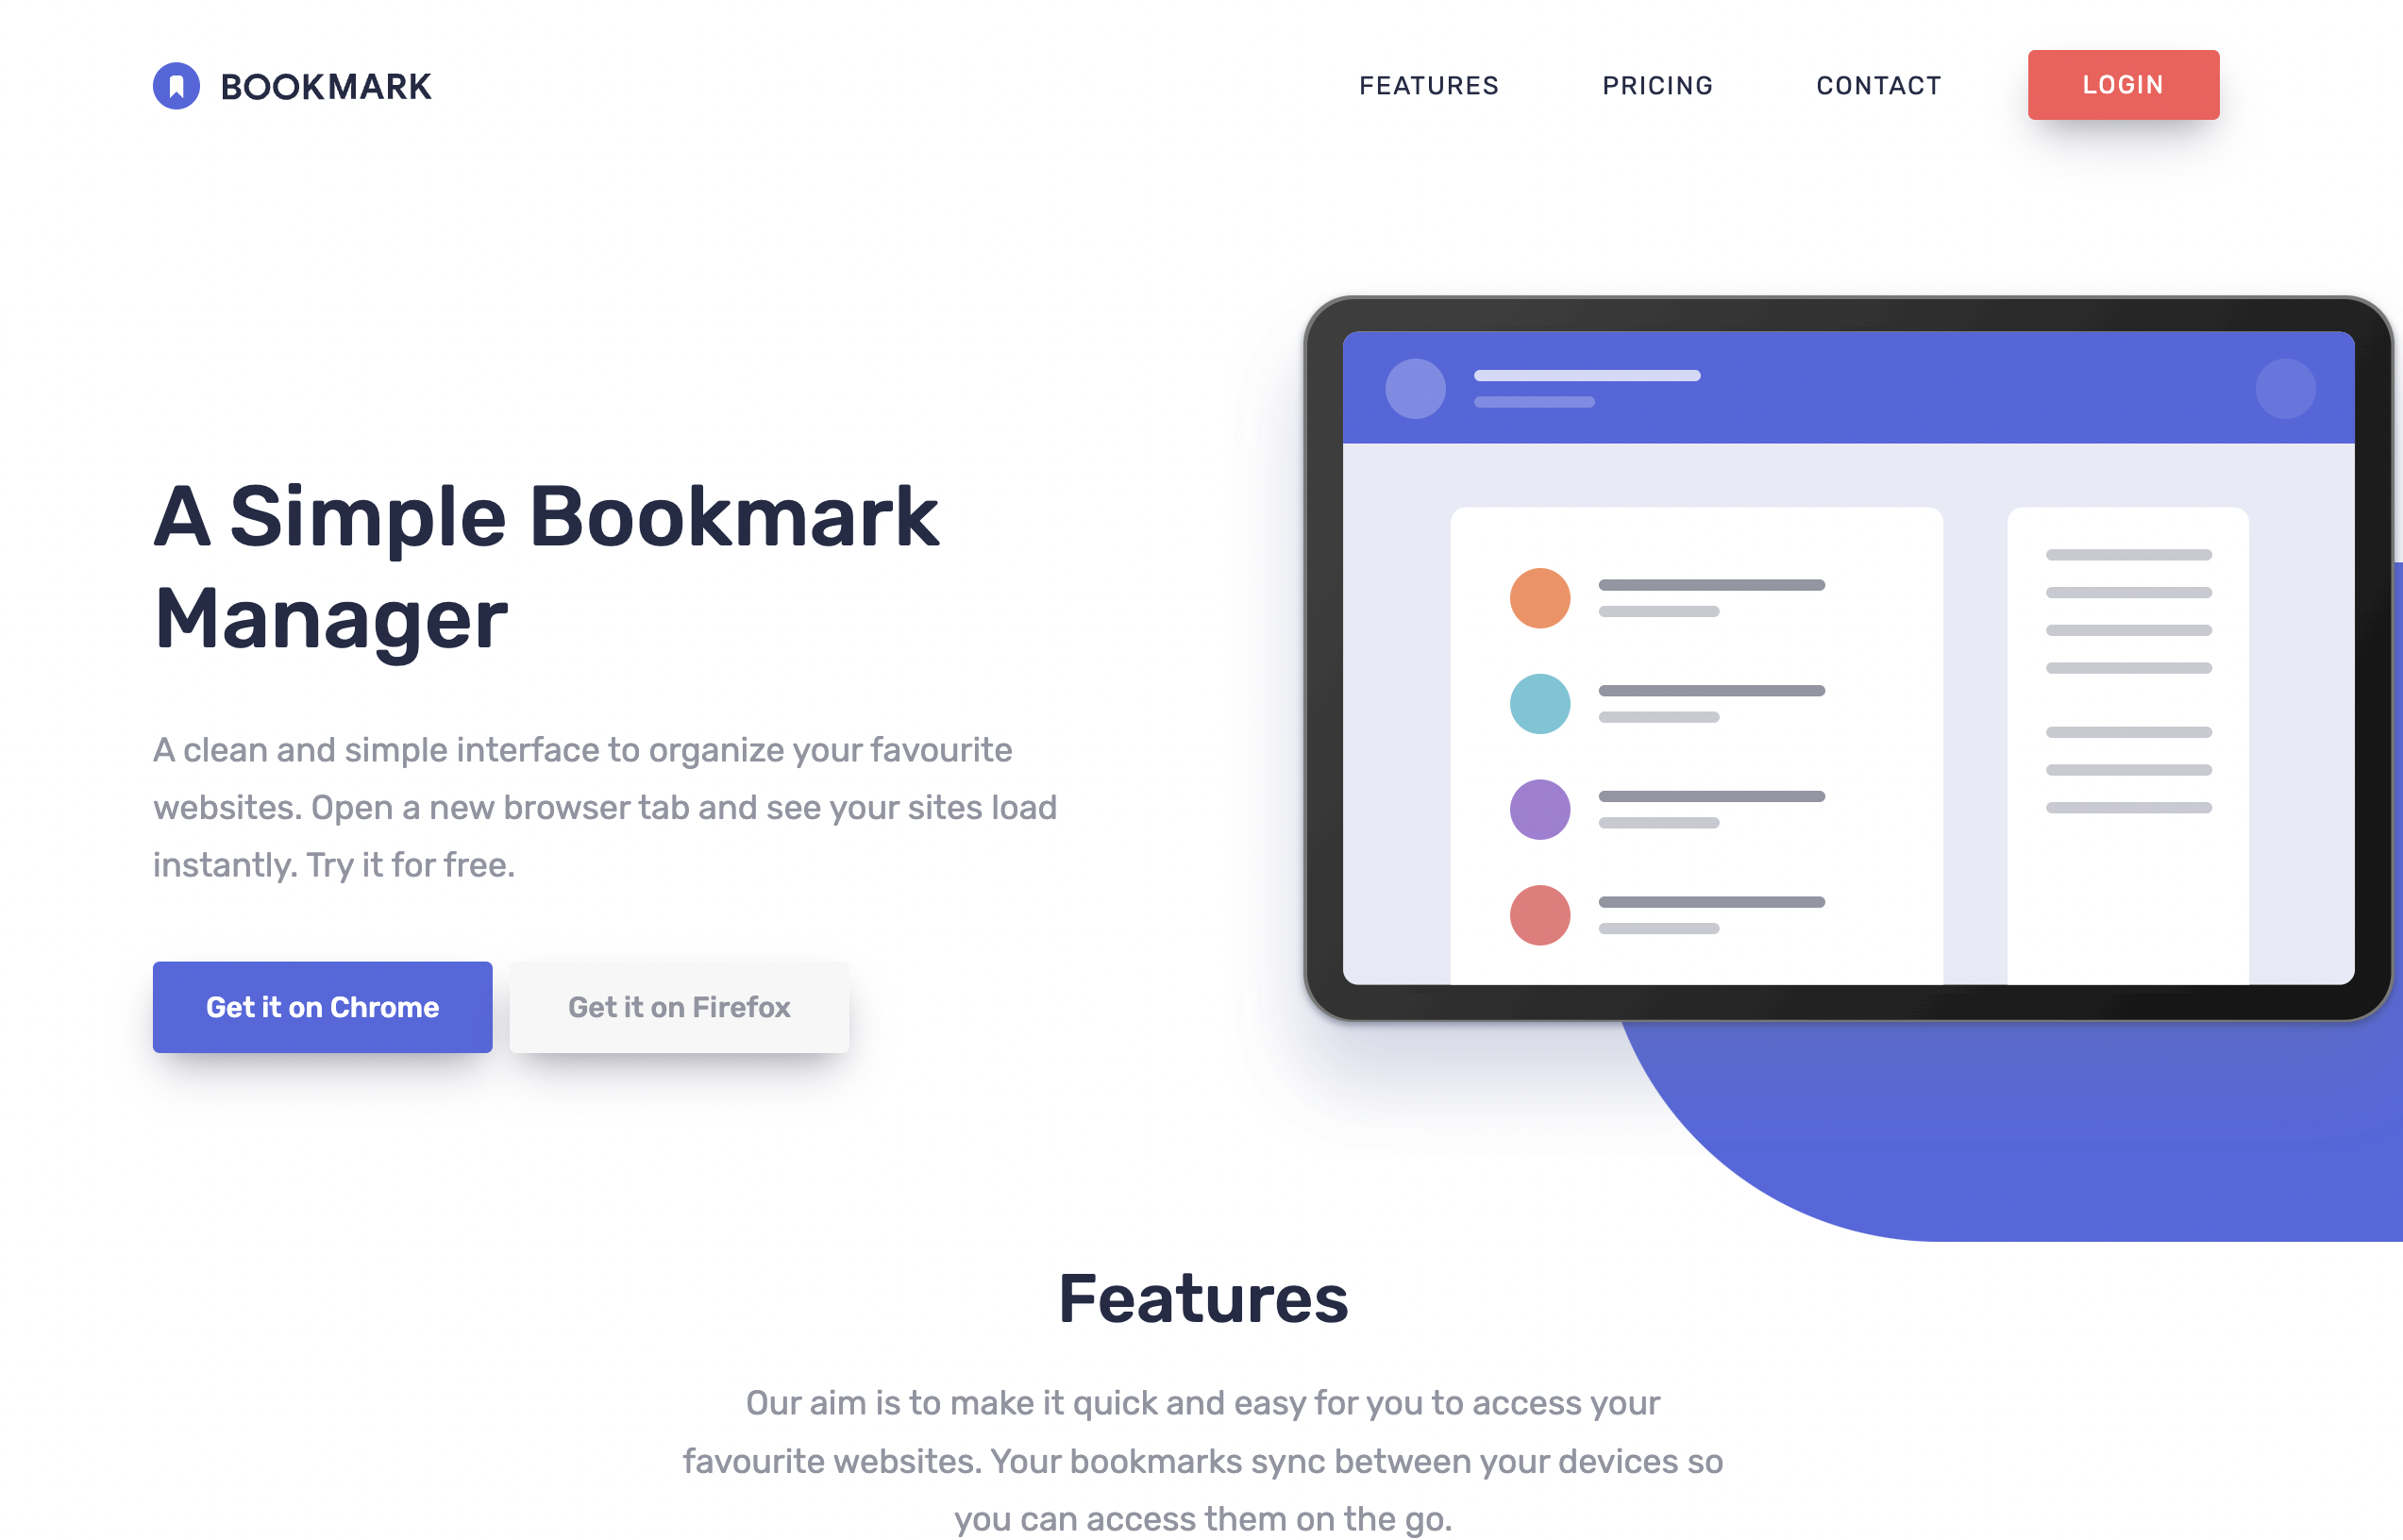 BOOKMARK
FEATURES
PRICING
CONTACT
LOGIN
A Simple Bookmark
Manager
A clean and simple interface to organize your favourite
websites. Open a new browser tab and see your sites load
instantly. Try it for free.
Get it on Chrome
Get it on Firefox
Features
Our aim is to make it quick and easy for you to access your
favourite websites. Your bookmarks sync between your devices so
you can access them on the go.